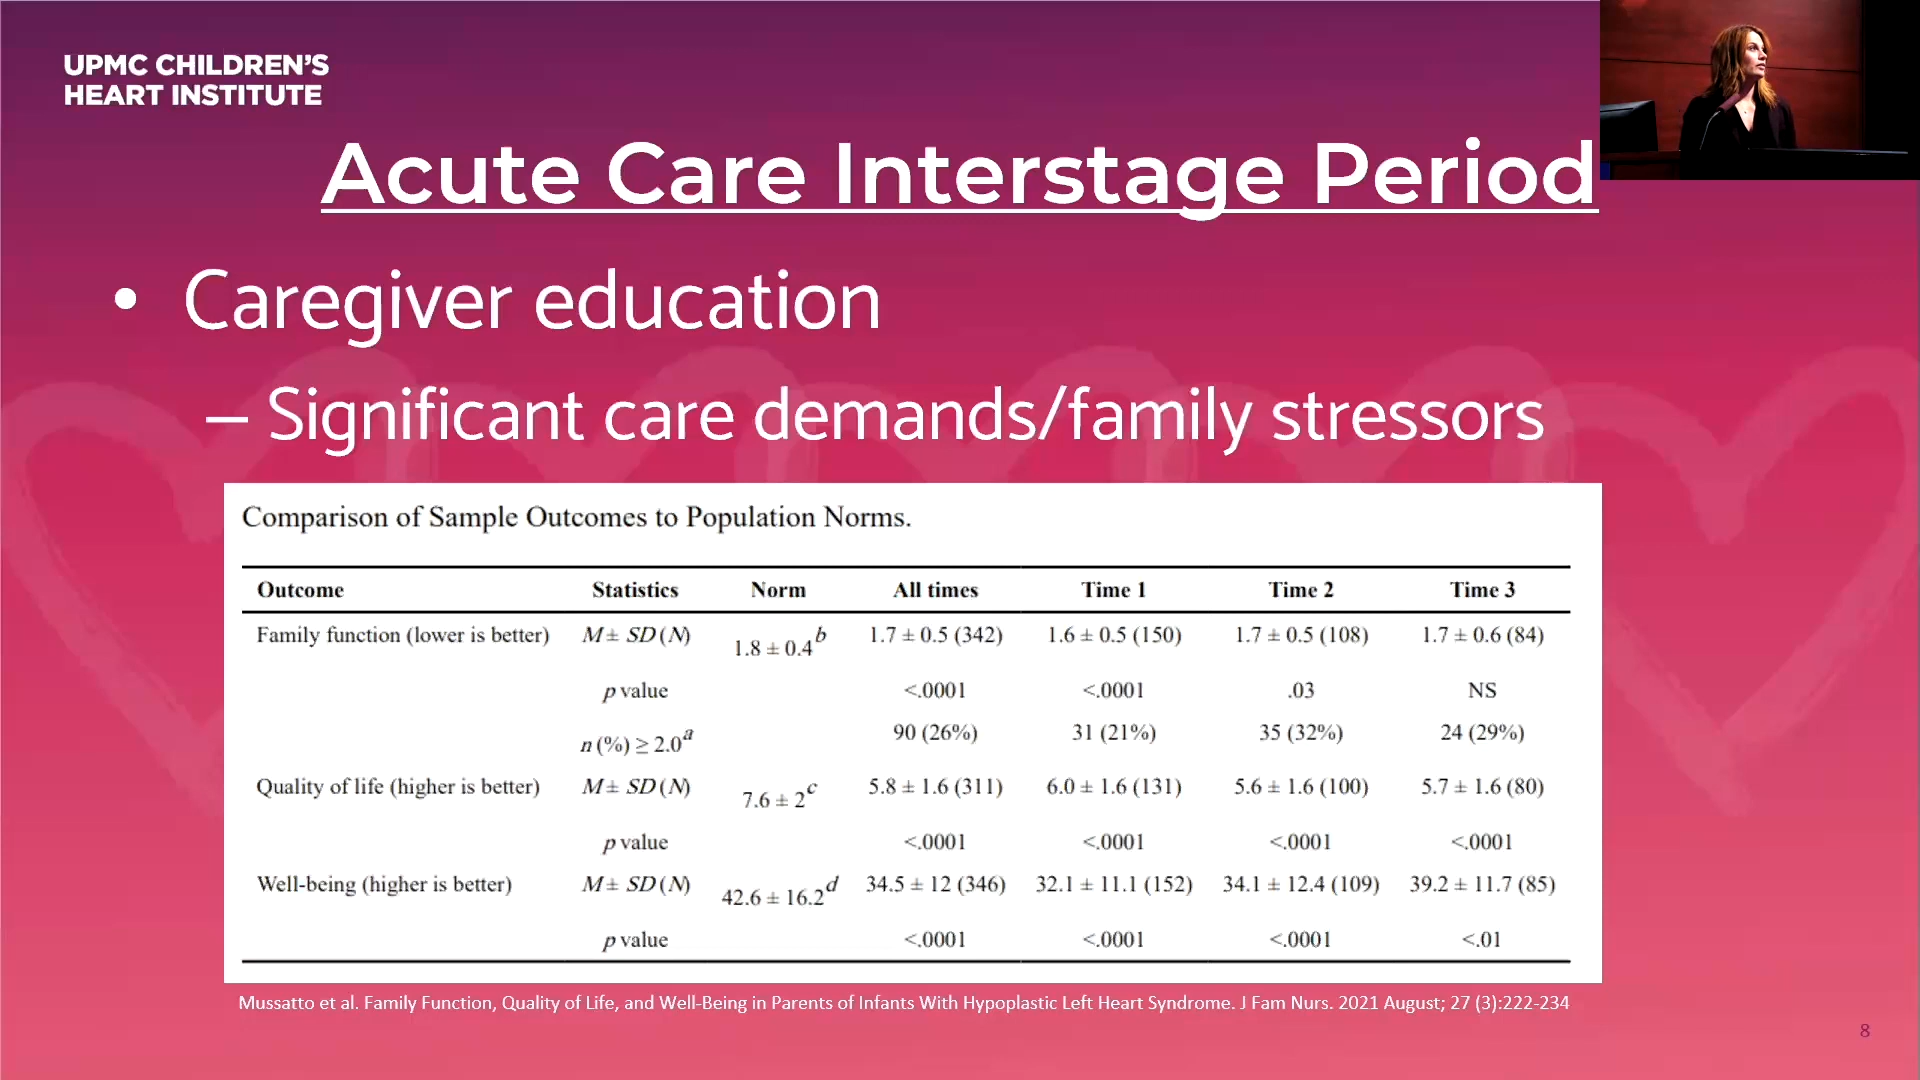 UPMC CHILDREN'S
HEART INSTITUTE
Acute Care Interstage Period
• Caregiver education
– Significant care demands/family stressors
Comparison of Sample Outcomes to Population Norms.
Outcome Statistics Norm All times Time 1 Time 2 Time 3
Family function (lower is better) M ± SD (N) 1.8 ± 0.4b 1.7 ± 0.5 (342) 1.6 ± 0.5 (150) 1.7 ± 0.5 (108) 1.7 ± 0.6 (84)
p value <.0001 <.0001 .03 NS
n (%) ≥ 2.0a 90 (26%) 31 (21%) 35 (32%) 24 (29%)
Quality of life (higher is better) M ± SD (N) 7.6 ± 2c 5.8 ± 1.6 (311) 6.0 ± 1.6 (131) 5.6 ± 1.6 (100) 5.7 ± 1.6 (80)
p value <.0001 <.0001 <.0001 <.0001
Well-being (higher is better) M ± SD (N) 42.6 ± 16.2d 34.5 ± 12 (346) 32.1 ± 11.1 (152) 34.1 ± 12.4 (109) 39.2 ± 11.7 (85)
p value <.0001 <.0001 <.0001 <.01
Mussatto et al. Family Function, Quality of Life, and Well-Being in Parents of Infants With Hypoplastic Left Heart Syndrome. J Fam Nurs. 2021 August; 27 (3):222-234
8